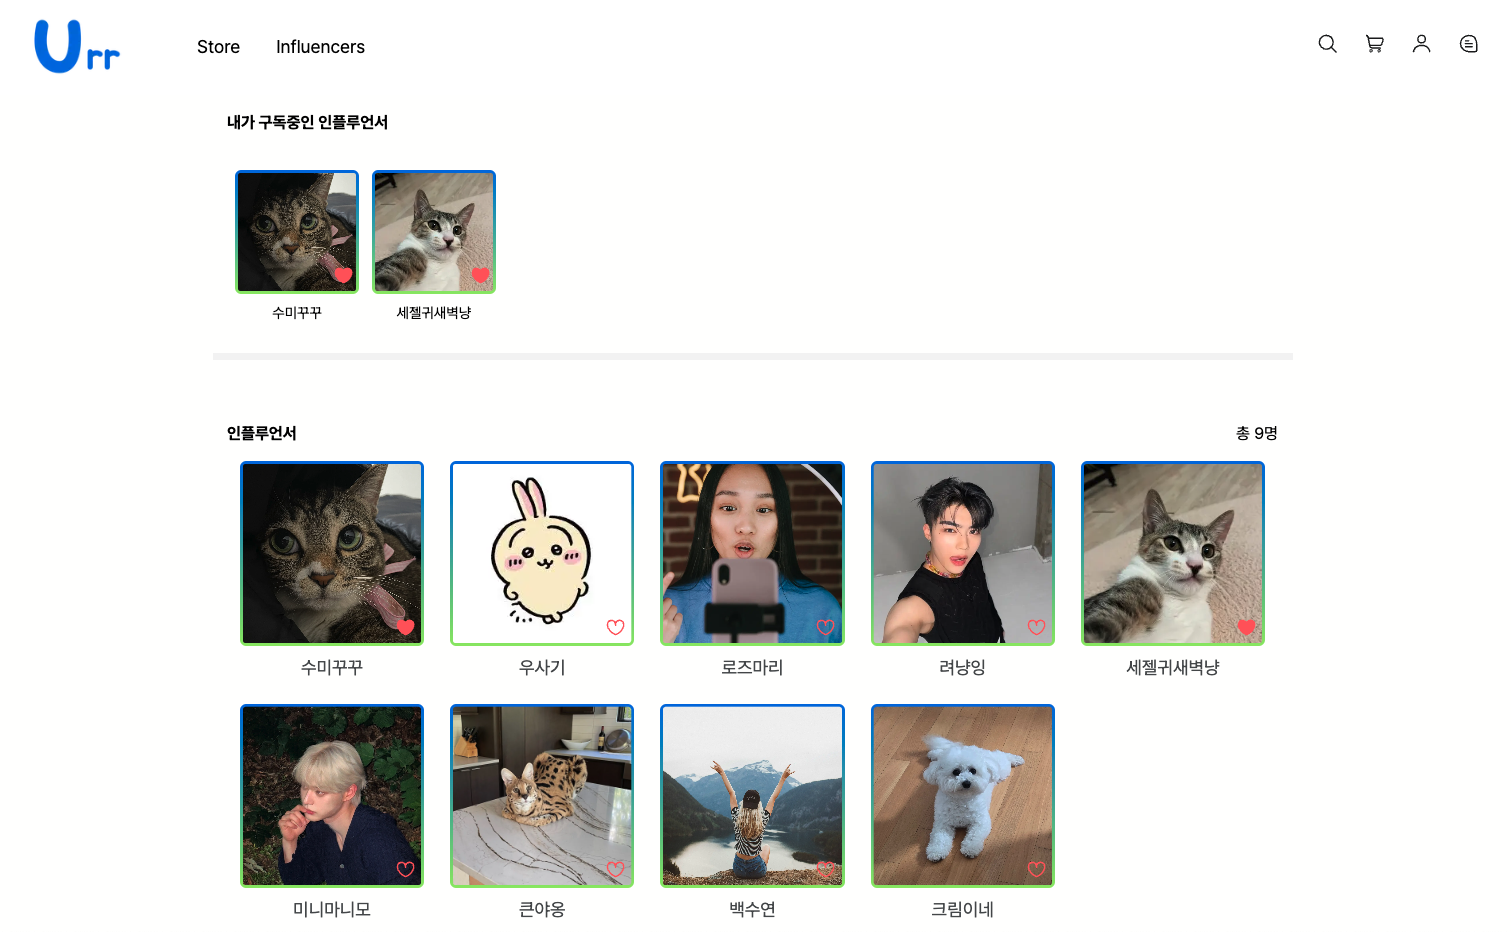 Urr
Store
Influencers
내가 구독중인 인플루언서
수미꾸꾸
세젤귀새벽냥
인플루언서
총 9명
수미꾸꾸
우사기
로즈마리
려냥잉
세젤귀새벽냥
미니마니모
큰야옹
백수연
크림이네